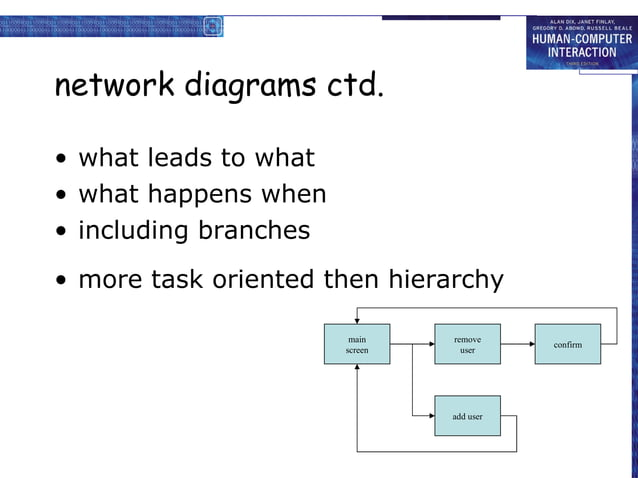 ALAN DIX, JANET FINLAY,
GREGORY D. ABOWD, RUSSELL BEALE
HUMAN-COMPUTER
INTERACTION
THIRD EDITION
network diagrams ctd.
• what leads to what
• what happens when
• including branches
• more task oriented then hierarchy
main
screen
remove
user
confirm
add user